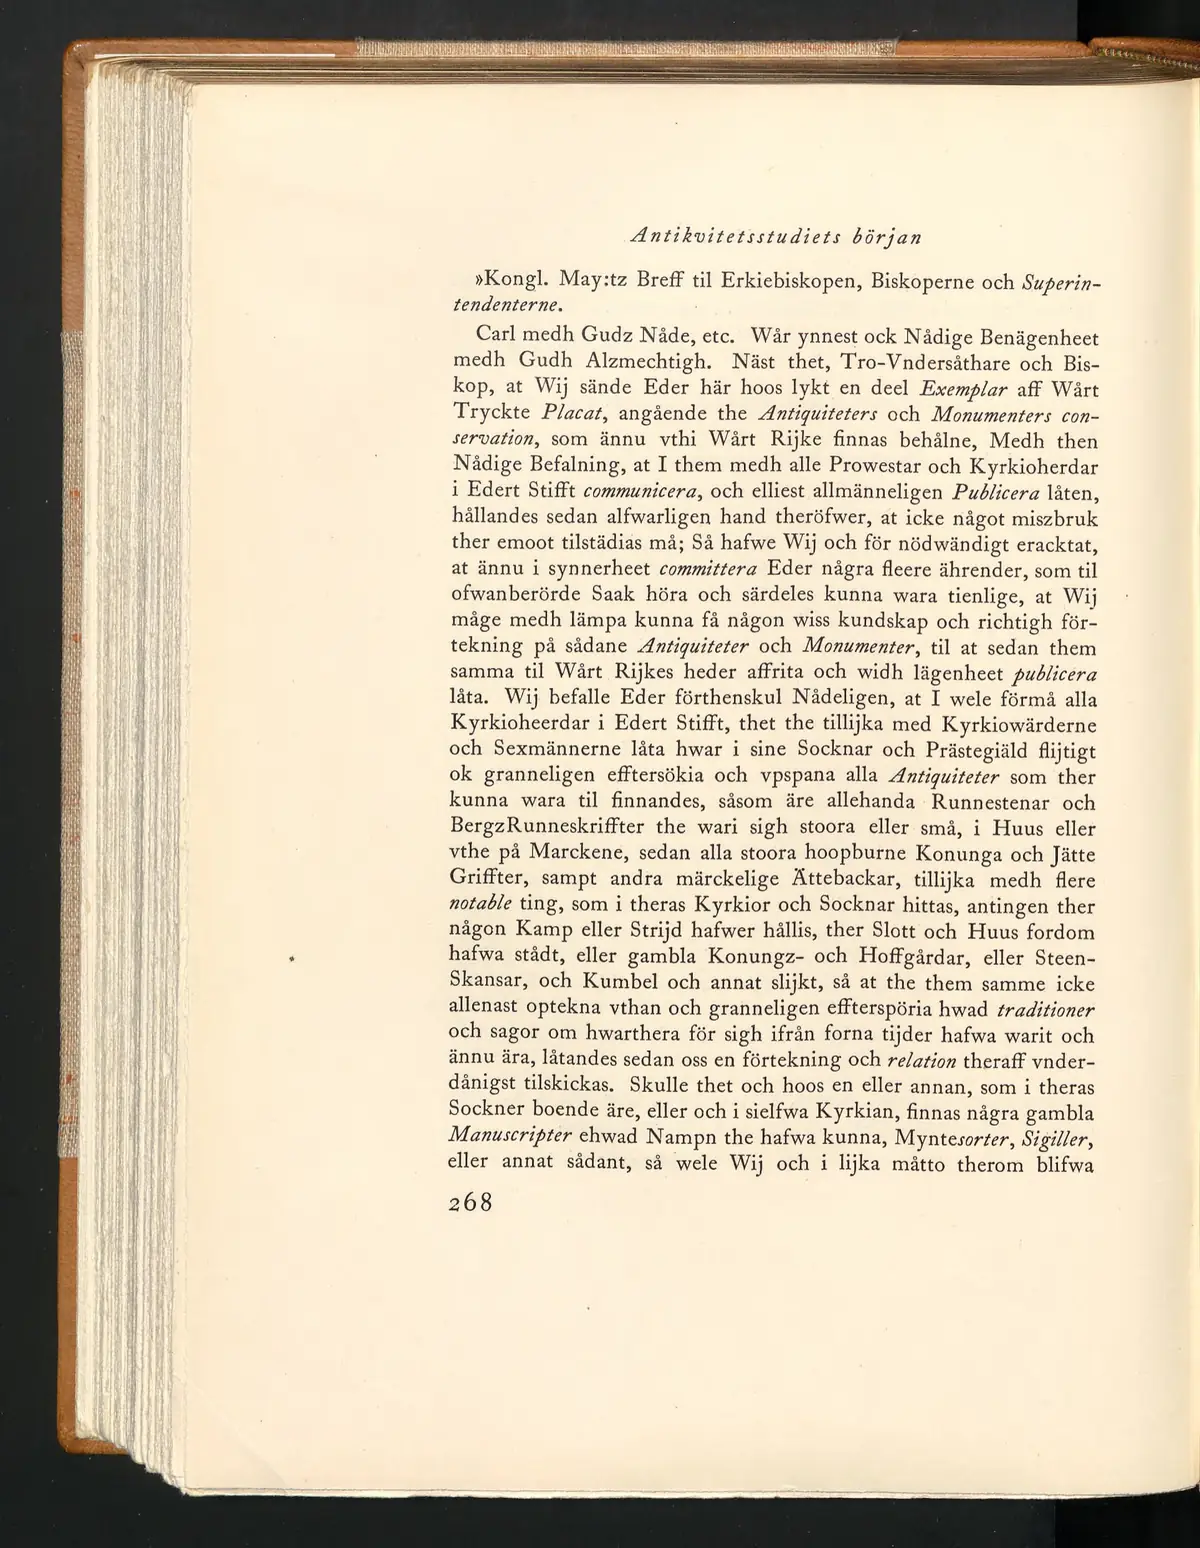 Antikvitetsstudiets början
»Kongl. May:tz Breff til Erkiebiskopen, Biskoperne och Superin-
tendenterne.
Carl medh Gudz Nåde, etc. Wår ynnest ock Nådige Benägenheet
medh Gudh Alzmechtigh. Näst thet, Tro-Vndersåthare och Bis-
kop, at Wij sände Eder här hoos lykt en deel Exemplar aff Wårt
Tryckte Placat, angående the Antiquiteters och Monumenters con-
servation, som ännu vthi Wårt Rijke finnas behålne, Medh then
Nådige Befalning, at I them medh alle Prowestar och Kyrkioherdar
i Edert Stifft communicera, och elliest allmänneligen Publicera låten,
hållandes sedan alfwarligen hand theröfwer, at icke något miszbruk
ther emoot tilstädias må; Så hafwe Wij och för nödwändigt eracktat,
at ännu i synnerheet committera Eder några fleere ährender, som til
ofwanberörde Saak höra och särdeles kunna wara tienlige, at Wij
måge medh lämpa kunna få någon wiss kundskap och richtigh för-
tekning på sådane Antiquiteter och Monumenter, til at sedan them
samma til Wårt Rijkes heder affrita och widh lägenheet publicera
låta. Wij befalle Eder förthenskul Nådeligen, at I wele förmå alla
Kyrkioheerdar i Edert Stifft, thet the tillijka med Kyrkiowärderne
och Sexmännerne låta hwar i sine Socknar och Prästegiäld flijtigt
ok granneligen efftersökia och vpspana alla Antiquiteter som ther
kunna wara til finnandes, såsom äre allehanda Runnestenar och
BergzRunneskriffter the wari sigh stoora eller små, i Huus eller
vthe på Marckene, sedan alla stoora hoopburne Konunga och Jätte
Griffter, sampt andra märckelige Ättebackar, tillijka medh flere
notable ting, som i theras Kyrkior och Socknar hittas, antingen ther
någon Kamp eller Strijd hafwer hållis, ther Slott och Huus fordom
hafwa stådt, eller gambla Konungz- och Hoffgårdar, eller Steen-
Skansar, och Kumbel och annat slijkt, så at the them samme icke
allenast optekna vthan och granneligen effterspöria hwad traditioner
och sagor om hwarthera för sigh ifrån forna tijder hafwa warit och
ännu ära, låtandes sedan oss en förtekning och relation theraff vnder-
dånigst tilskickas. Skulle thet och hoos en eller annan, som i theras
Sockner boende äre, eller och i sielfwa Kyrkian, finnas några gambla
Manuscripter ehwad Nampn the hafwa kunna, Myntesorter, Sigiller,
eller annat sådant, så wele Wij och i lijka måtto therom blifwa
268